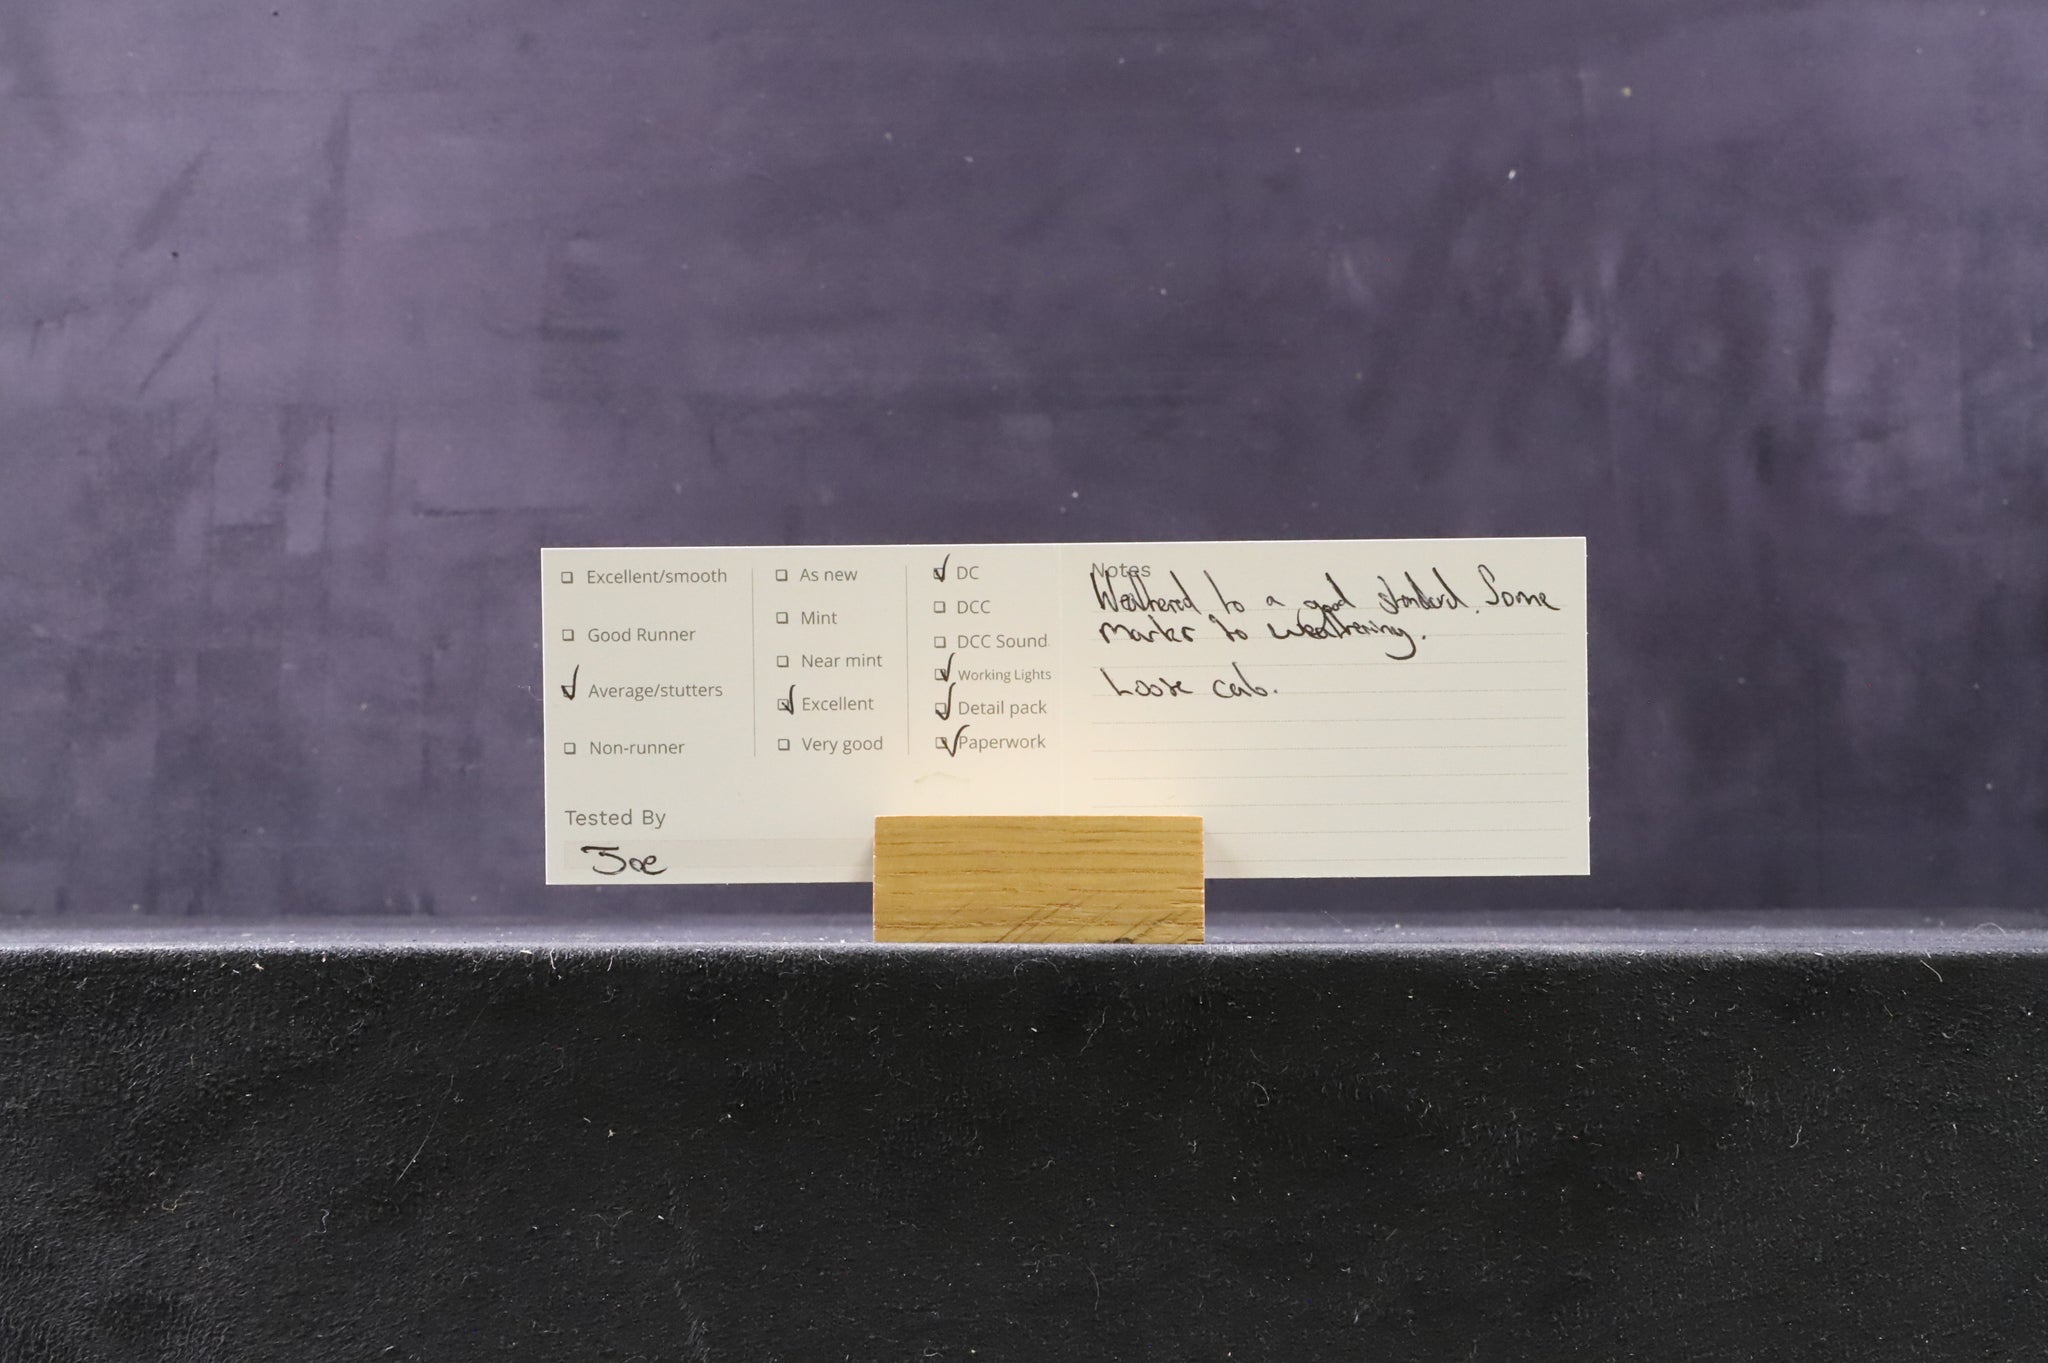 Excellent/smooth
Good Runner
Average/stutters
Non-runner
Tested By
Joe
As new
Mint
Near mint
Excellent
Very good
DC
DCC
DCC Sound
Working Lights
Detail pack
Paperwork
Notes
Weathered to a good standard. Some
marks to weathering.
Loose cab.